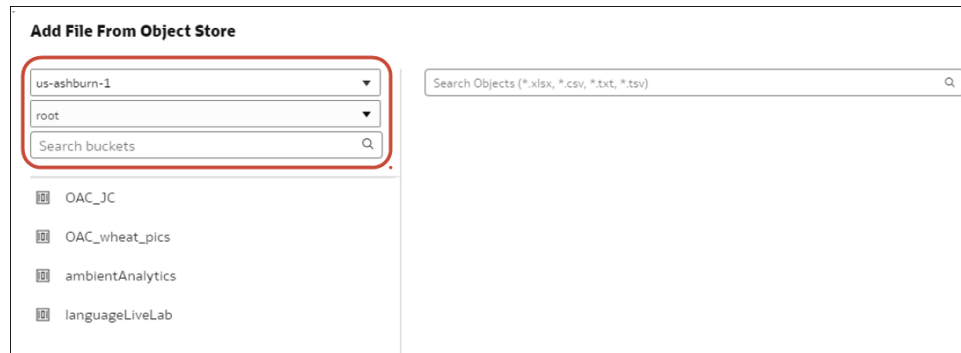 Add File From Object Store
us-ashburn-1
root
Search buckets
OAC_JC
OAC_wheat_pics
ambientAnalytics
languageLiveLab
Search Objects (*.xlsx, *.csv, *.txt, *.tsv)